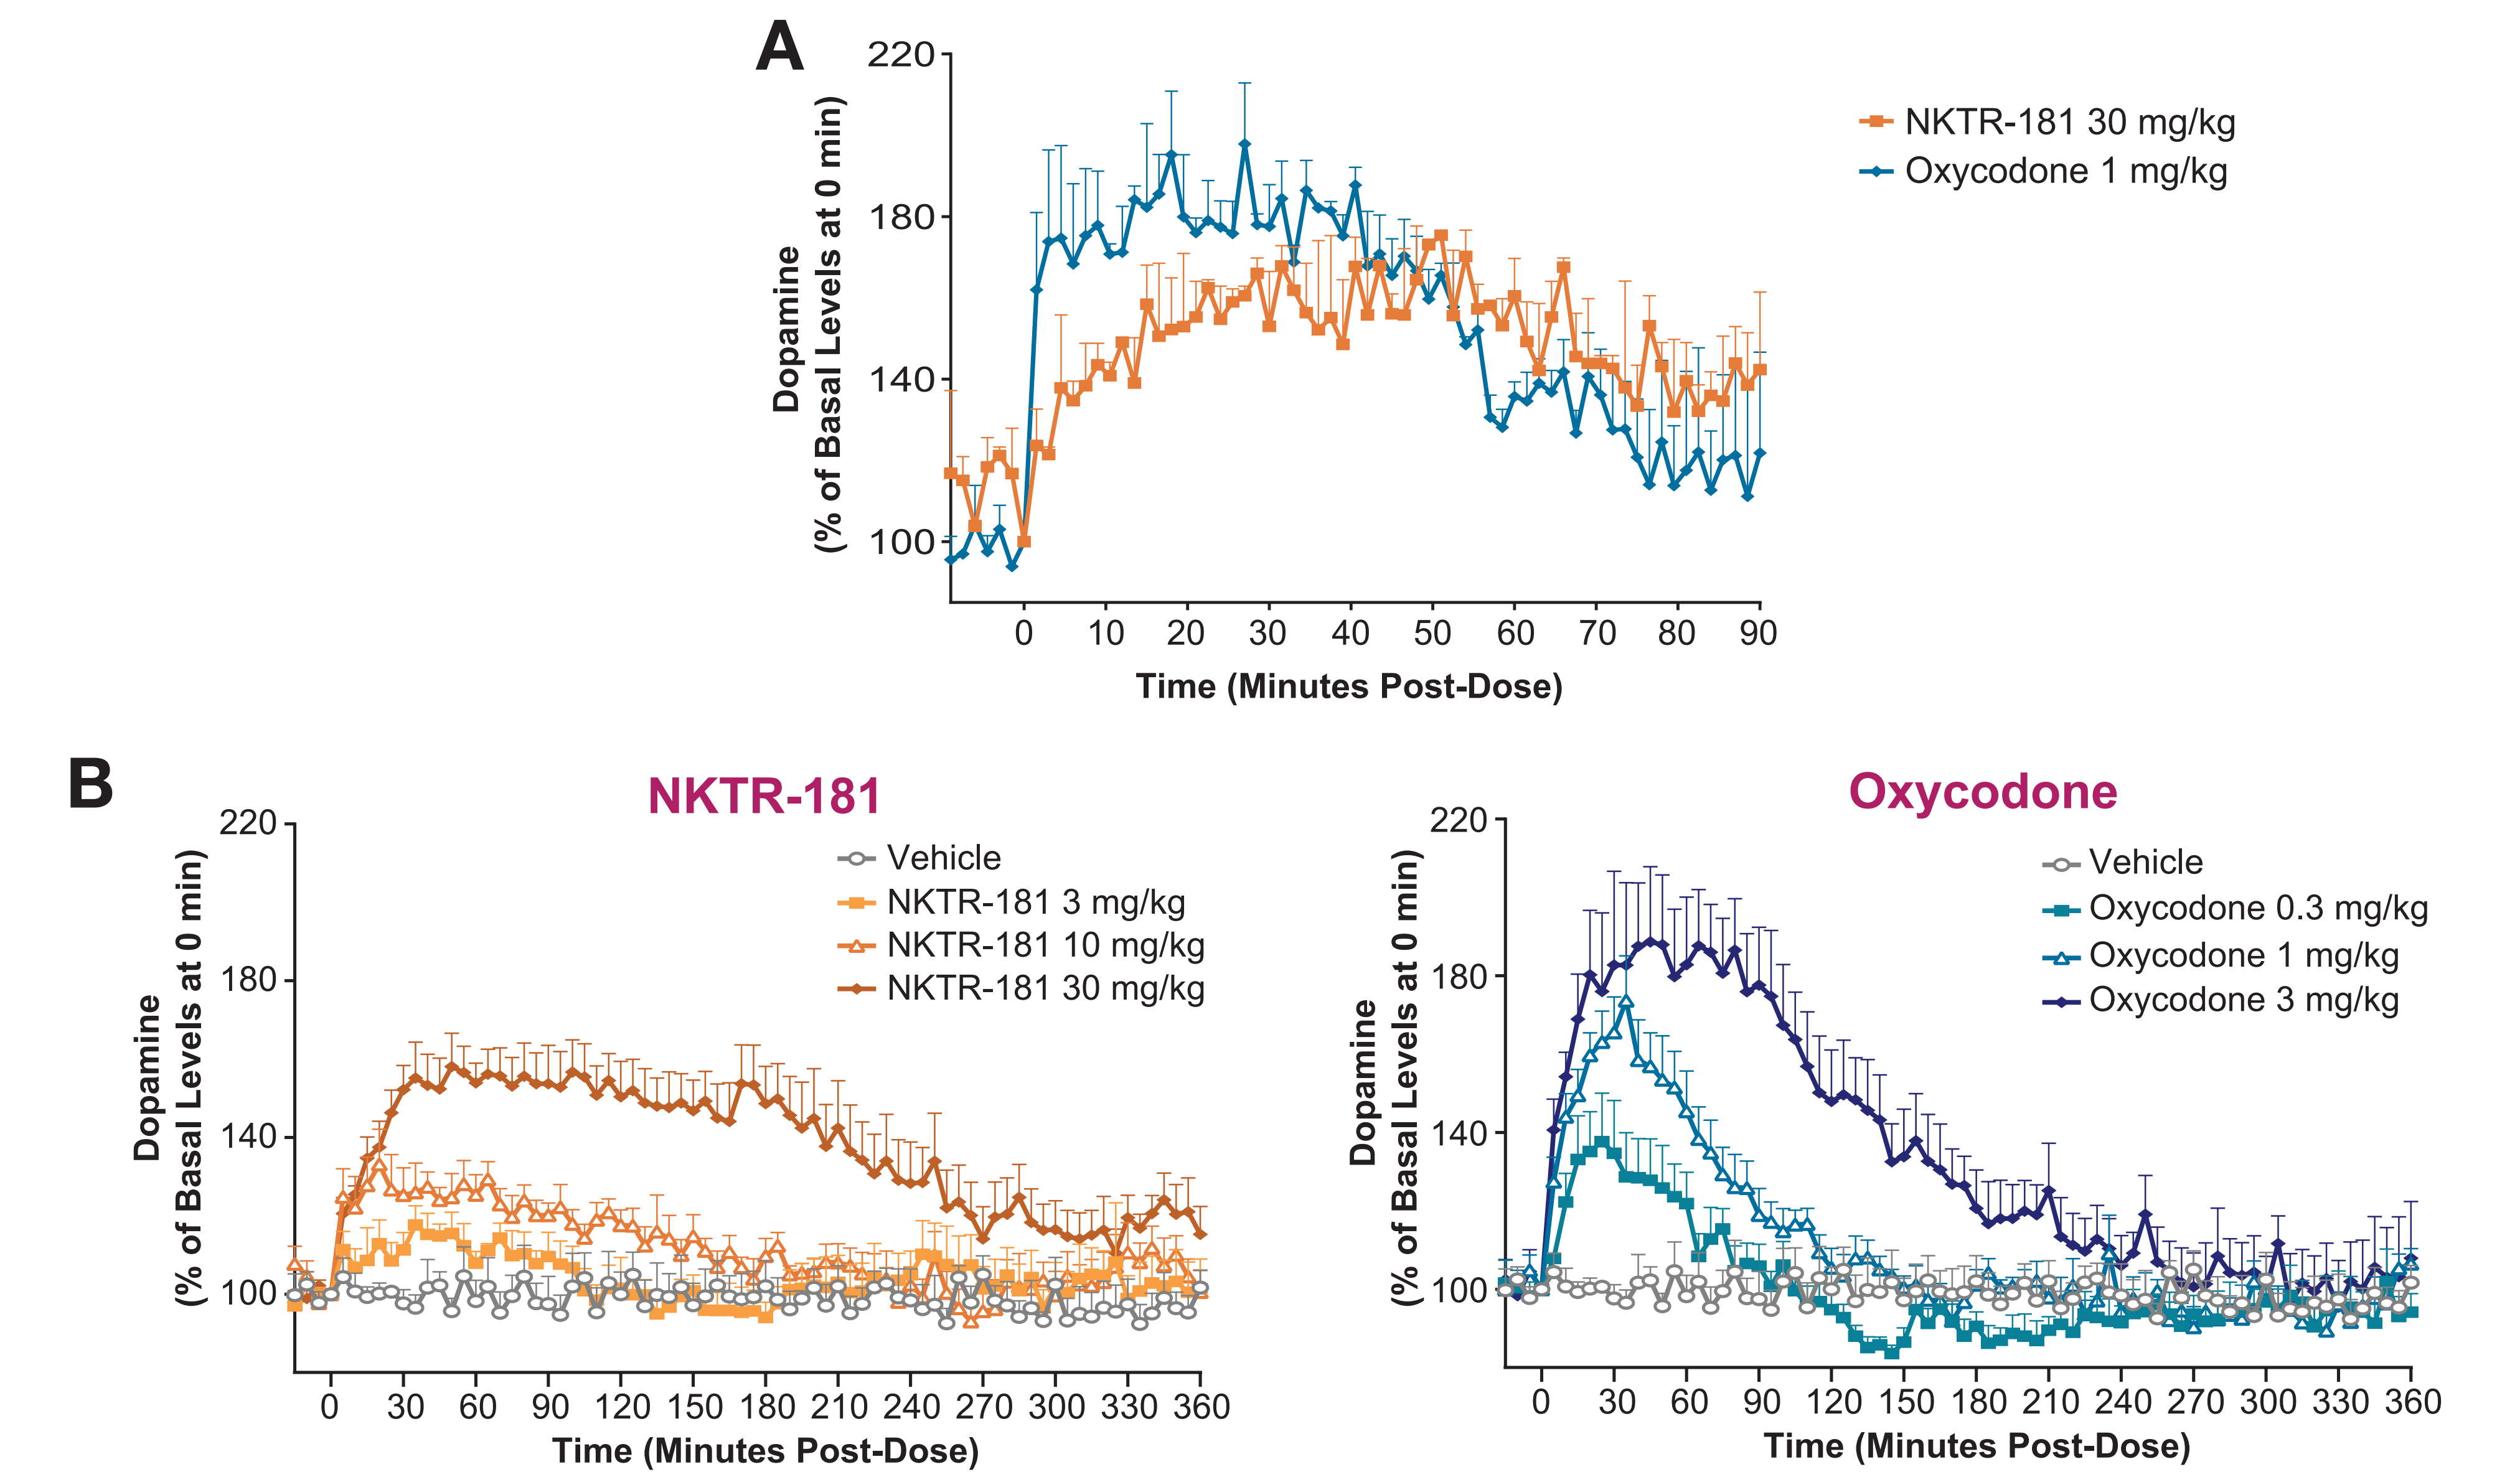 A
220
180
140
100
Dopamine
(% of Basal Levels at 0 min)
0 10 20 30 40 50 60 70 80 90
Time (Minutes Post-Dose)
NKTR-181 30 mg/kg
Oxycodone 1 mg/kg
B
NKTR-181
220
180
140
100
Dopamine
(% of Basal Levels at 0 min)
Vehicle
NKTR-181 3 mg/kg
NKTR-181 10 mg/kg
NKTR-181 30 mg/kg
0 30 60 90 120 150 180 210 240 270 300 330 360
Time (Minutes Post-Dose)
Oxycodone
220
180
140
100
Dopamine
(% of Basal Levels at 0 min)
Vehicle
Oxycodone 0.3 mg/kg
Oxycodone 1 mg/kg
Oxycodone 3 mg/kg
0 30 60 90 120 150 180 210 240 270 300 330 360
Time (Minutes Post-Dose)